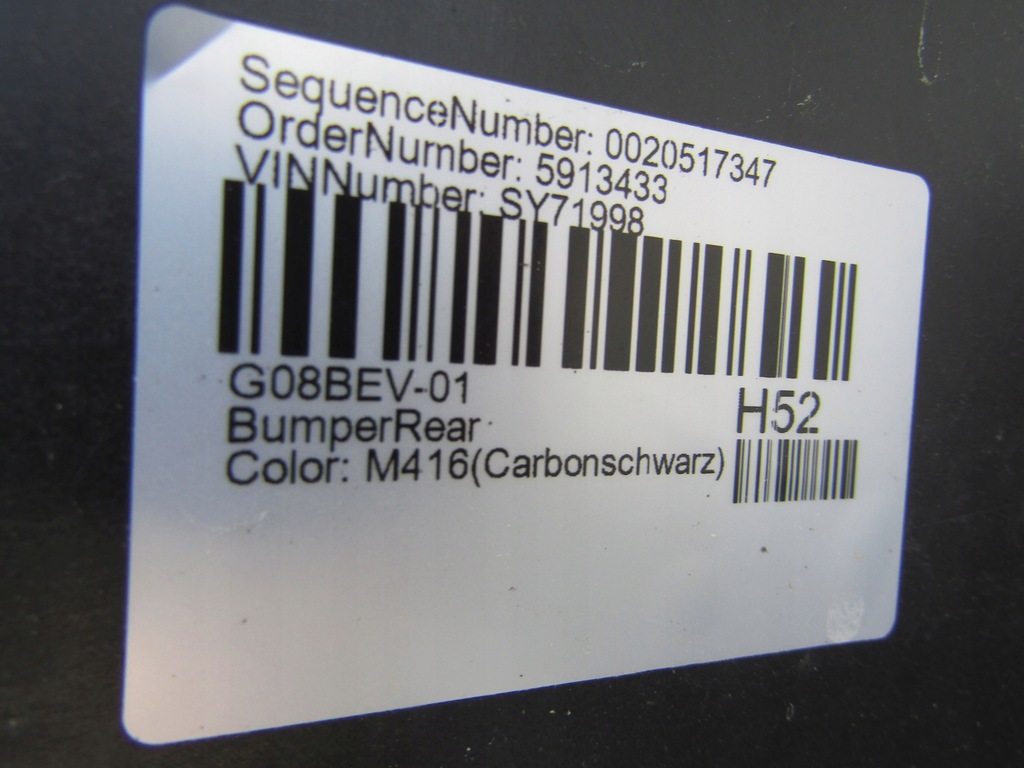 SequenceNumber: 0020517347
OrderNumber: 5913433
VINNumber: SY71998
G08BEV-01
H52
BumperRear
Color: M416(Carbonschwarz)